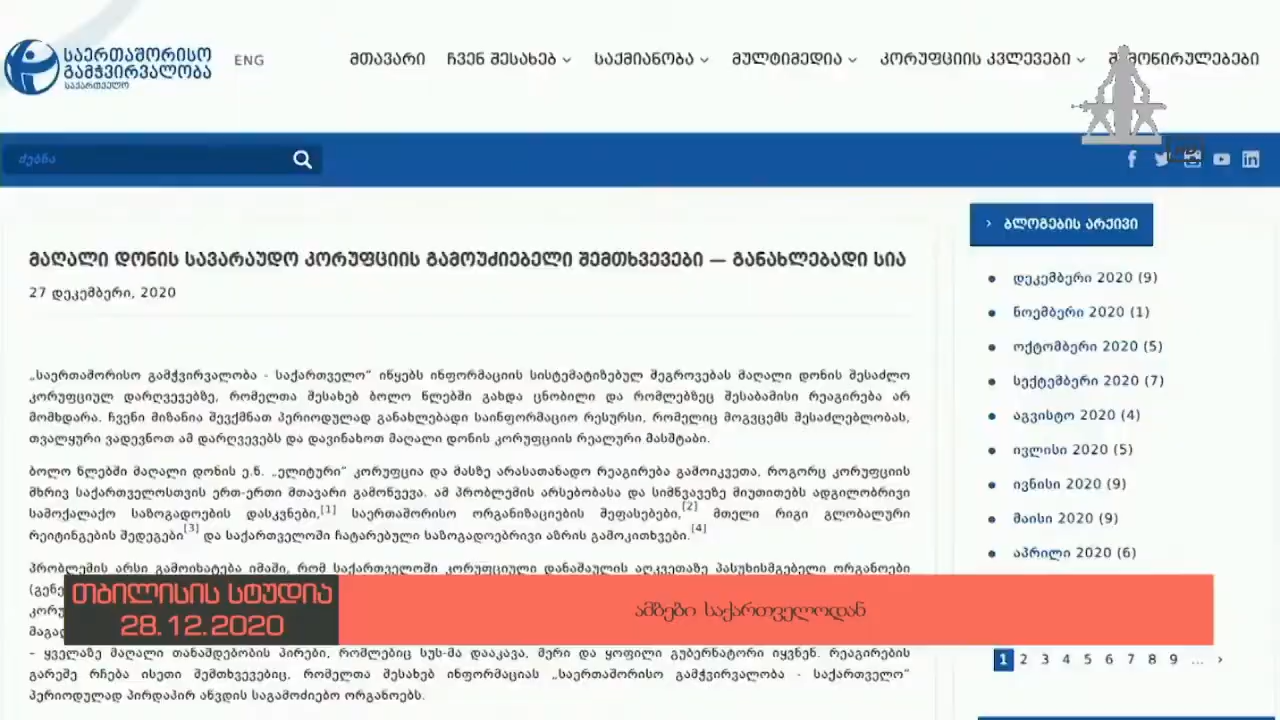 საერთაშორისო
გამჭვირვალობა
საქართველო
ENG
მთავარი
ჩვენ შესახებ
საქმიანობა
მულტიმედია
კორუფციის კვლევები
ძებნა
ბლოგების არქივი
მაღალი დონის სავარაუდო კორუფციის გამოუძიებელი შემთხვევები — განახლებადი სია
27 დეკემბერი, 2020
დეკემბერი 2020 (9)
ნოემბერი 2020 (1)
ოქტომბერი 2020 (5)
სექტემბერი 2020 (7)
აგვისტო 2020 (4)
ივლისი 2020 (5)
ივნისი 2020 (9)
მაისი 2020 (9)
აპრილი 2020 (6)
„საერთაშორისო გამჭვირვალობა - საქართველო“ იწყებს ინფორმაციის სისტემატიზებულ შეგროვებას მაღალი დონის შესაძლო
კორუფციულ დარღვევებზე, რომელთა შესახებ ბოლო წლებში გახდა ცნობილი და რომლებზეც შესაბამისი რეაგირება არ
მომხდარა. ჩვენი მიზანია შევქმნათ პერიოდულად განახლებადი საინფორმაციო რესურსი, რომელიც მოგვცემს შესაძლებლობას,
თვალყური ვადევნოთ ამ დარღვევებს და დავინახოთ მაღალი დონის კორუფციის რეალური მასშტაბი.
ბოლო წლებში მაღალი დონის ე.წ. „ელიტური“ კორუფცია და მასზე არასათანადო რეაგირება გამოიკვეთა, როგორც კორუფციის
მხრივ საქართველოსთვის ერთ-ერთი მთავარი გამოწვევა. ამ პრობლემის არსებობასა და სიმწვავეზე მიუთითებს ადგილობრივი
სამოქალაქო საზოგადოების დასკვნები,[1] საერთაშორისო ორგანიზაციების შეფასებები,[2] მთელი რიგი გლობალური
რეიტინგების შედეგები[3] და საქართველოში ჩატარებული საზოგადოებრივი აზრის გამოკითხვები.[4]
პრობლემის არსი გამოიხატება იმაში, რომ საქართველოში კორუფციული დანაშაულის აღკვეთაზე პასუხისმგებელი ორგანოები
თბილისის სტუდია
28.12.2020
ამბები საქართველოდან
– ყველაზე მაღალი თანამდებობის პირები, რომლებიც სუს-მა დააკავა, მერი და ყოფილი გუბერნატორი იყვნენ. რეაგირების
გარეშე რჩება ისეთი შემთხვევებიც, რომელთა შესახებ ინფორმაციას „საერთაშორისო გამჭვირვალობა - საქართველო“
პერიოდულად პირდაპირ აწვდის საგამოძიებო ორგანოებს.
1 2 3 4 5 6 7 8 9 ... ›